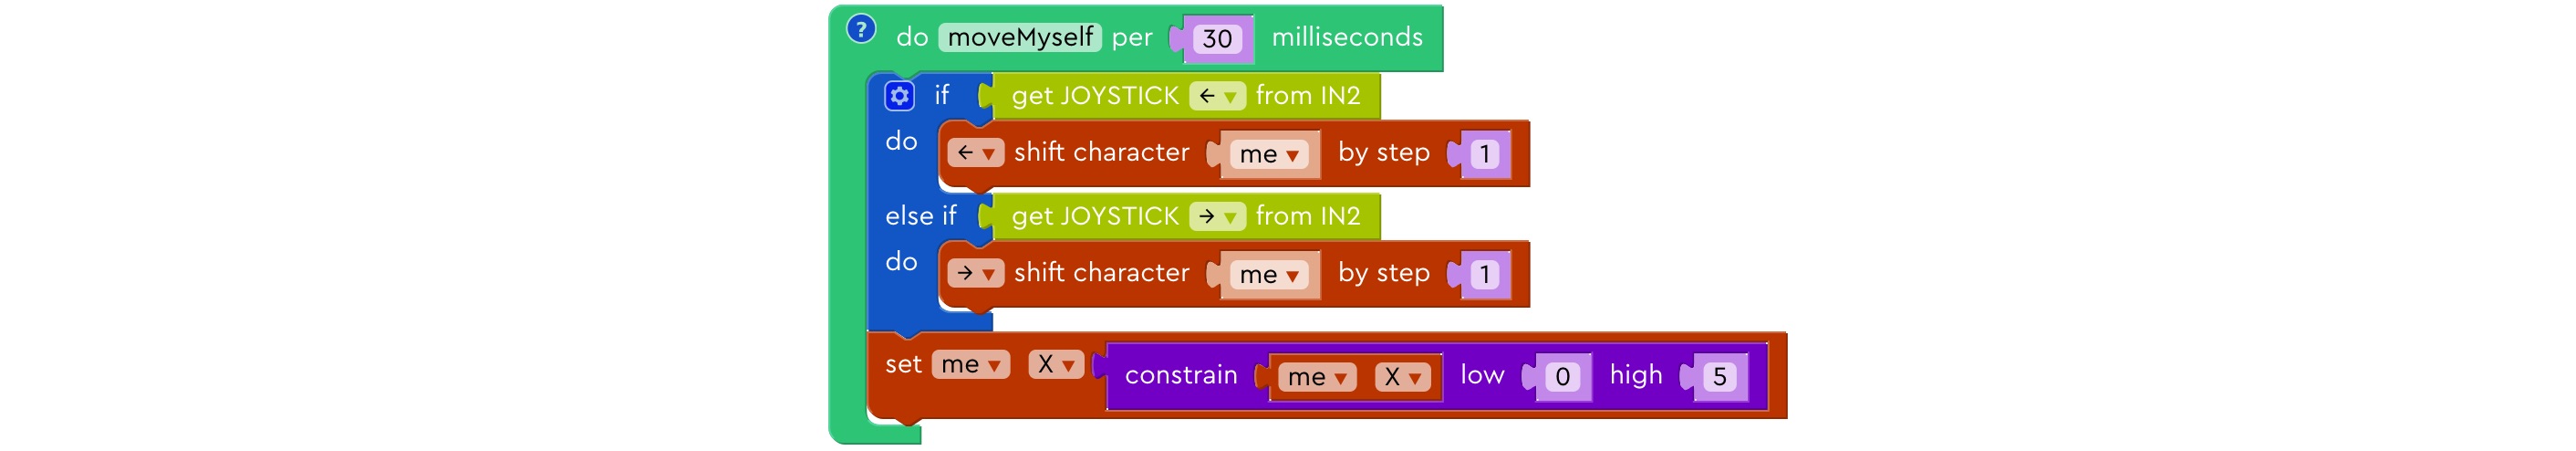 ? do moveMyself per 30 milliseconds
if get JOYSTICK ← from IN2
do ← shift character me by step 1
else if get JOYSTICK → from IN2
do → shift character me by step 1
set me X constrain me X low 0 high 5